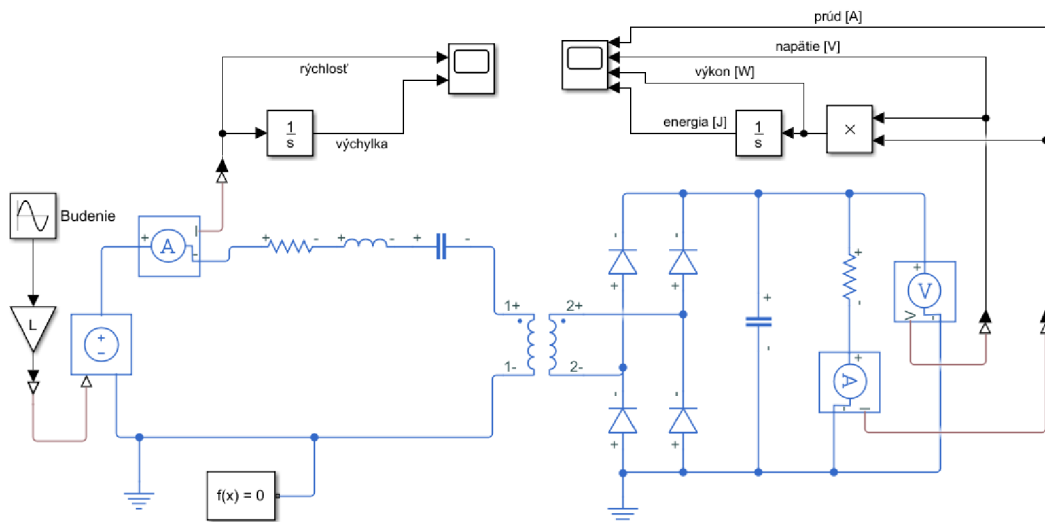 prúd [A]
napätie [V]
rýchlosť
výkon [W]
energia [J]
1
s
výchylka
1
s
×
Budenie
+
A
I
-
+
-
+
-
+
-
L
+
-
1+
2+
1-
2-
-
+
-
+
-
+
-
+
+
-
+
-
+
A
-
I
+
V
V
-
f(x) = 0